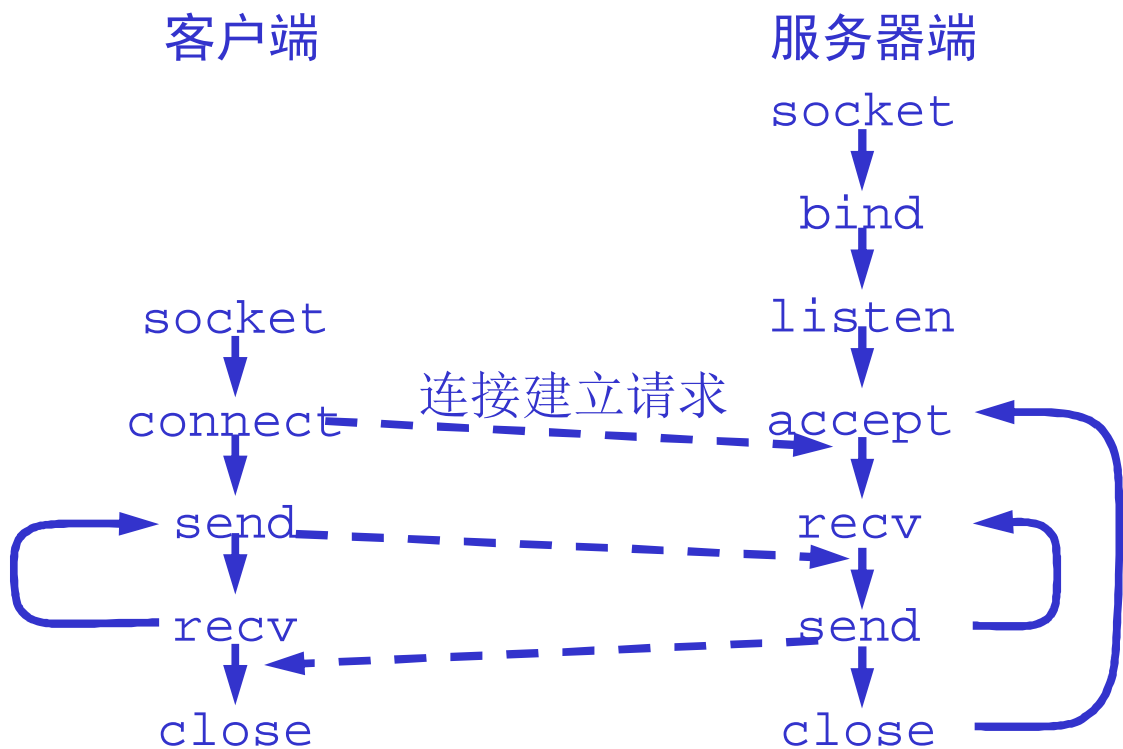 客户端
服务器端
socket
bind
socket
listen
连接建立请求
connect
accept
send
recv
recv
send
close
close